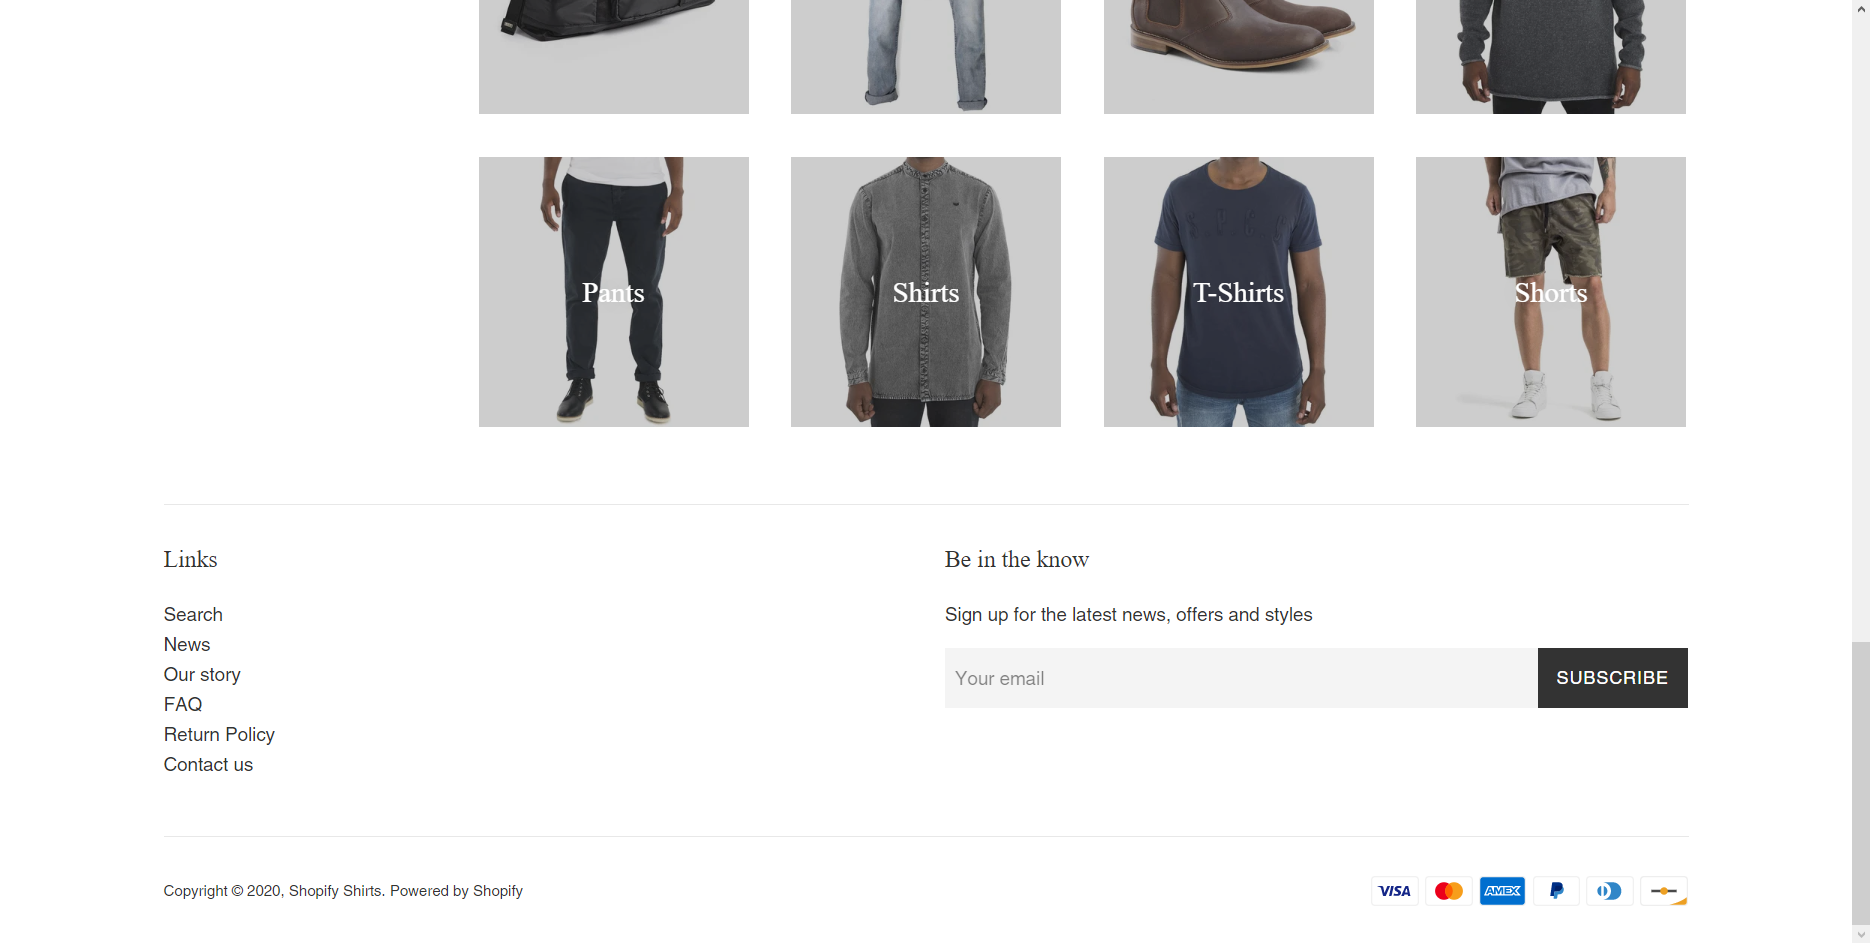 Pants
Shirts
T-Shirts
Shorts
Links
Search
News
Our story
FAQ
Return Policy
Contact us
Be in the know
Sign up for the latest news, offers and styles
Your email
SUBSCRIBE
Copyright © 2020, Shopify Shirts. Powered by Shopify
VISA
AMEX